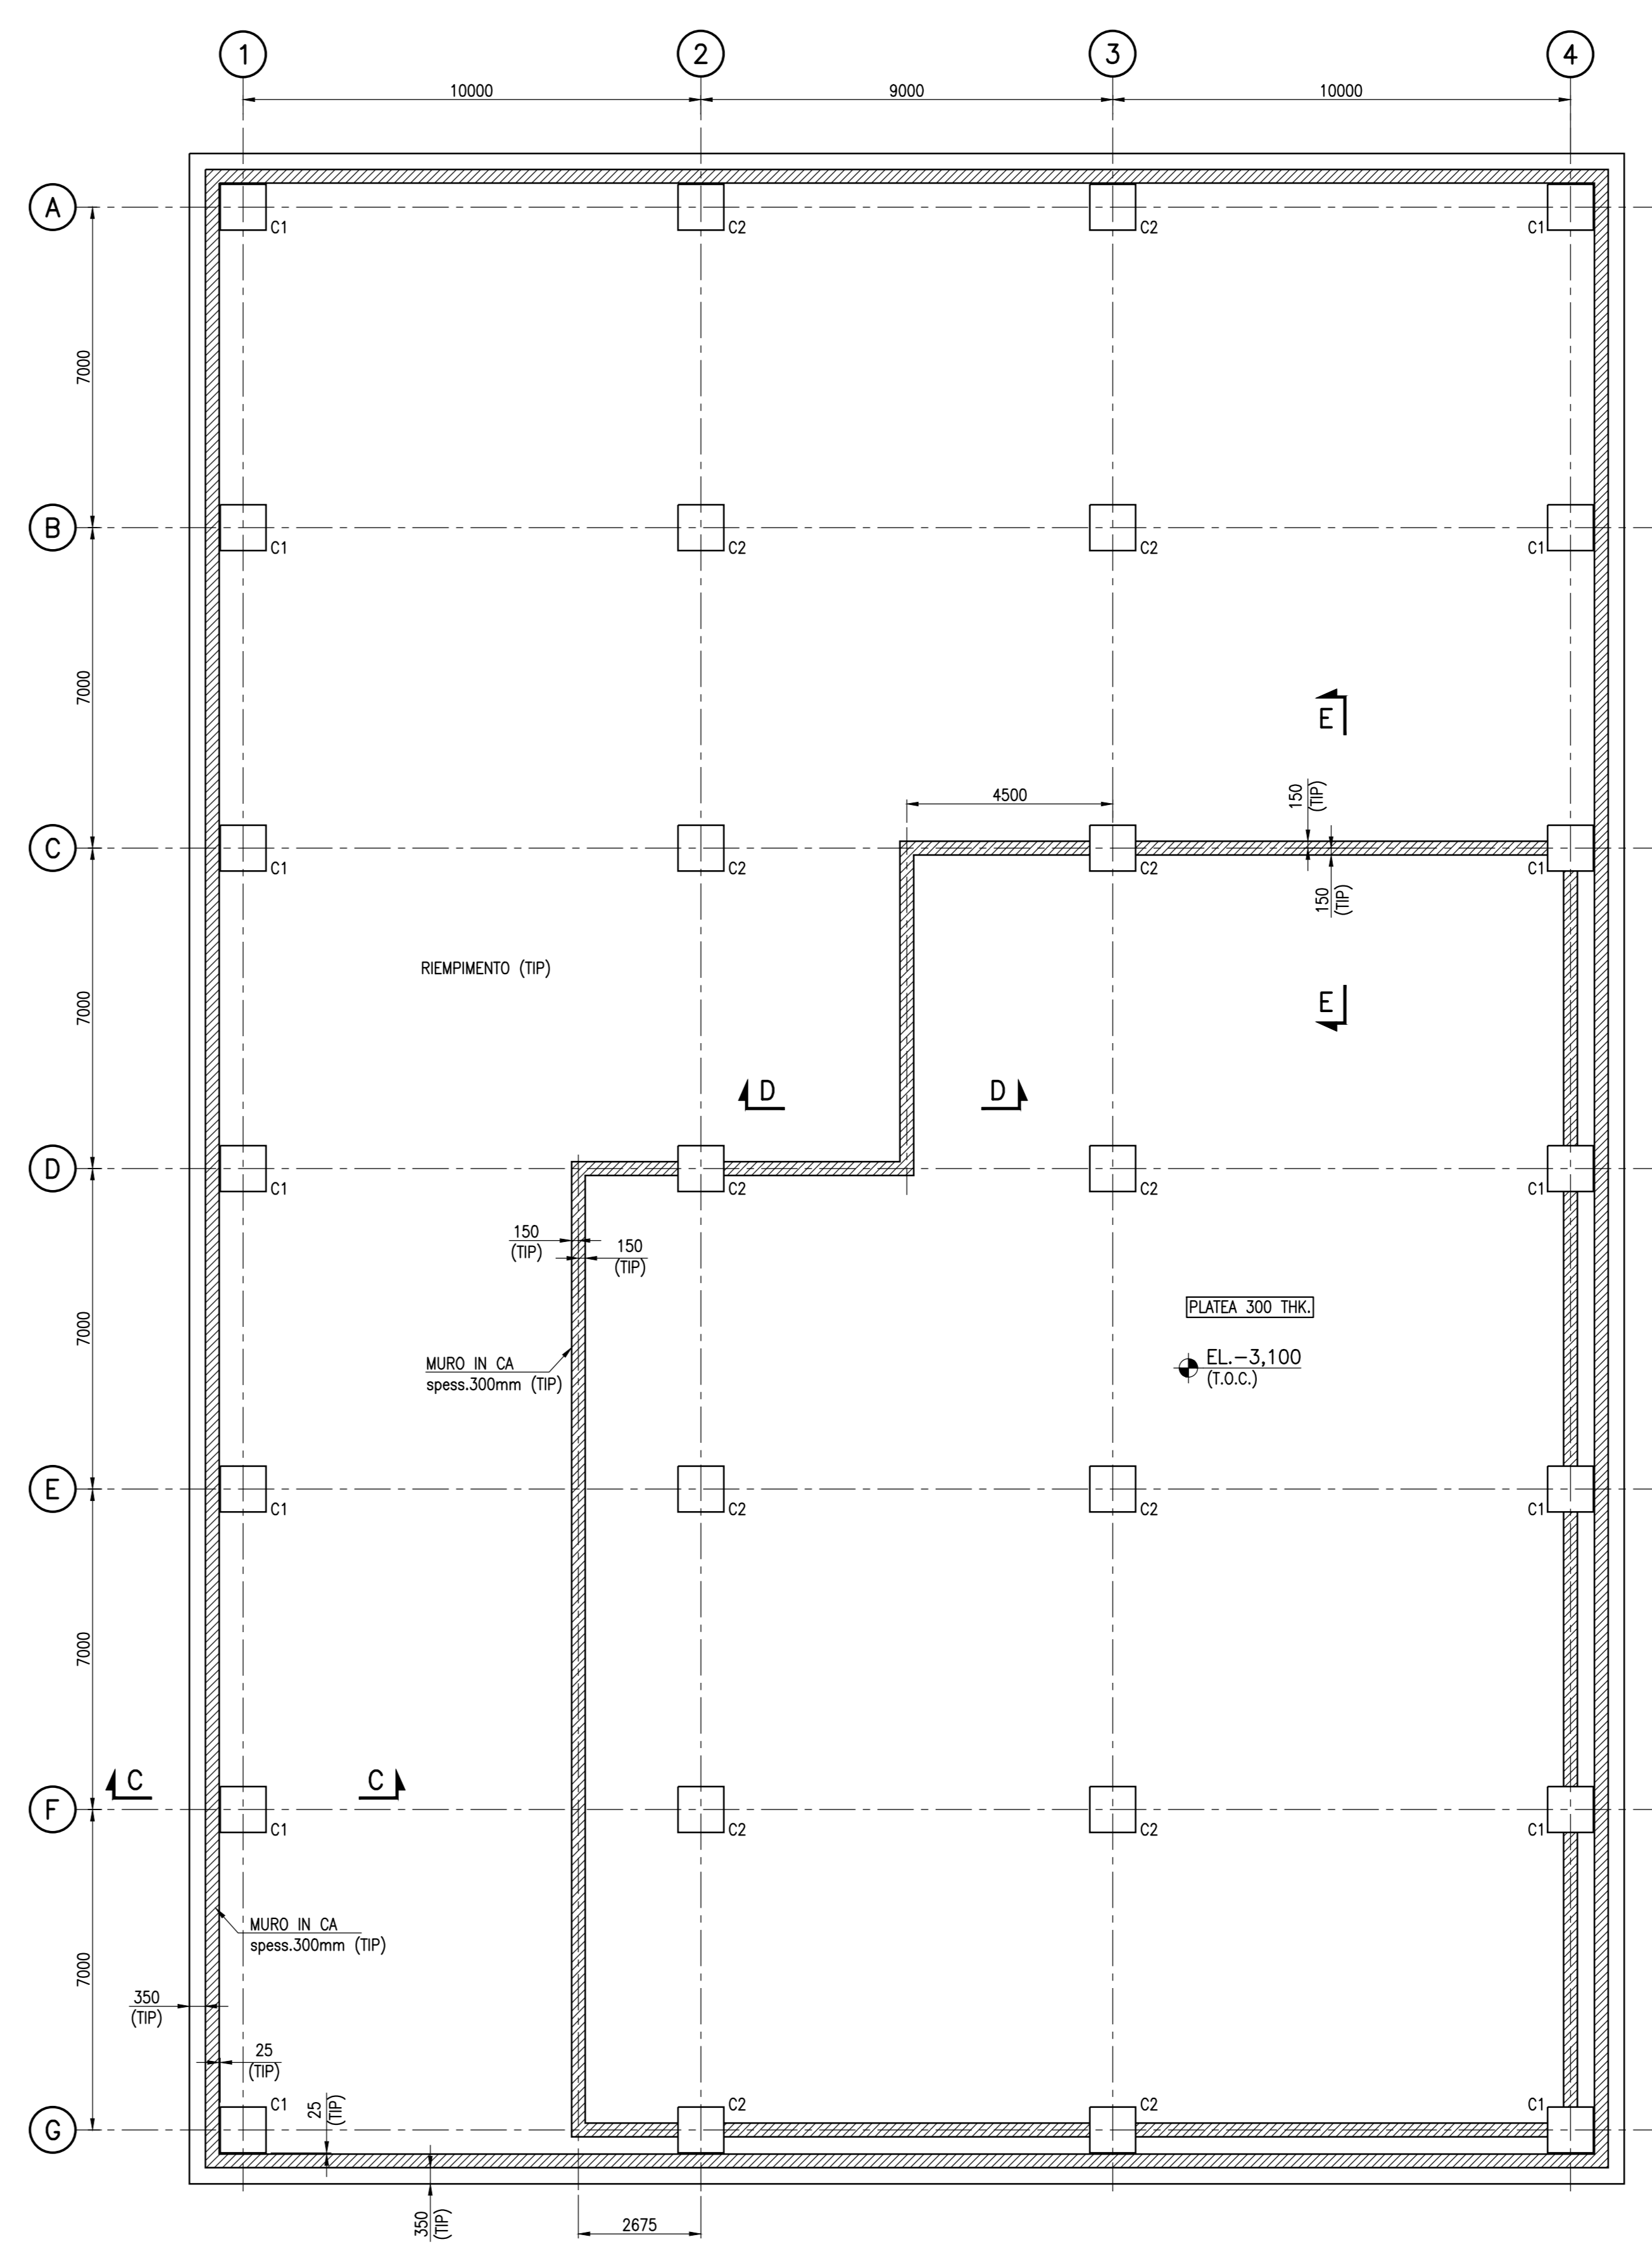 1
2
3
4
10000
9000
10000
A
C1
C2
C2
C1
7000
B
C1
C2
C2
C1
7000
E
4500
150
(TIP)
C
C1
C2
C2
C1
150
(TIP)
RIEMPIMENTO (TIP)
7000
E
D
D
D
C1
C2
C2
C1
150
(TIP)
150
(TIP)
7000
PLATEA 300 THK.
MURO IN CA
spess.300mm (TIP)
EL.-3,100
(T.O.C.)
E
C1
C2
C2
C1
7000
C
C
F
C1
C2
C2
C1
MURO IN CA
spess.300mm (TIP)
7000
350
(TIP)
25
(TIP)
25
(TIP)
G
C1
C2
C2
C1
350
(TIP)
2675